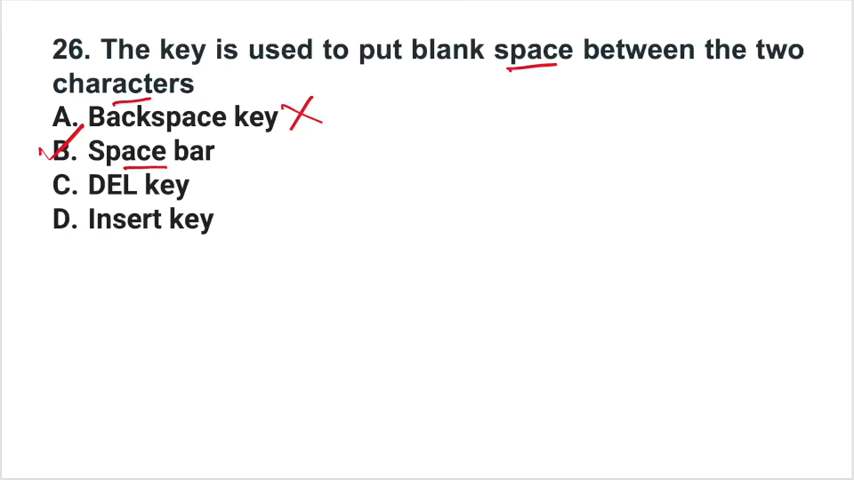 26. The key is used to put blank space between the two
characters
A. Backspace key
B. Space bar
C. DEL key
D. Insert key